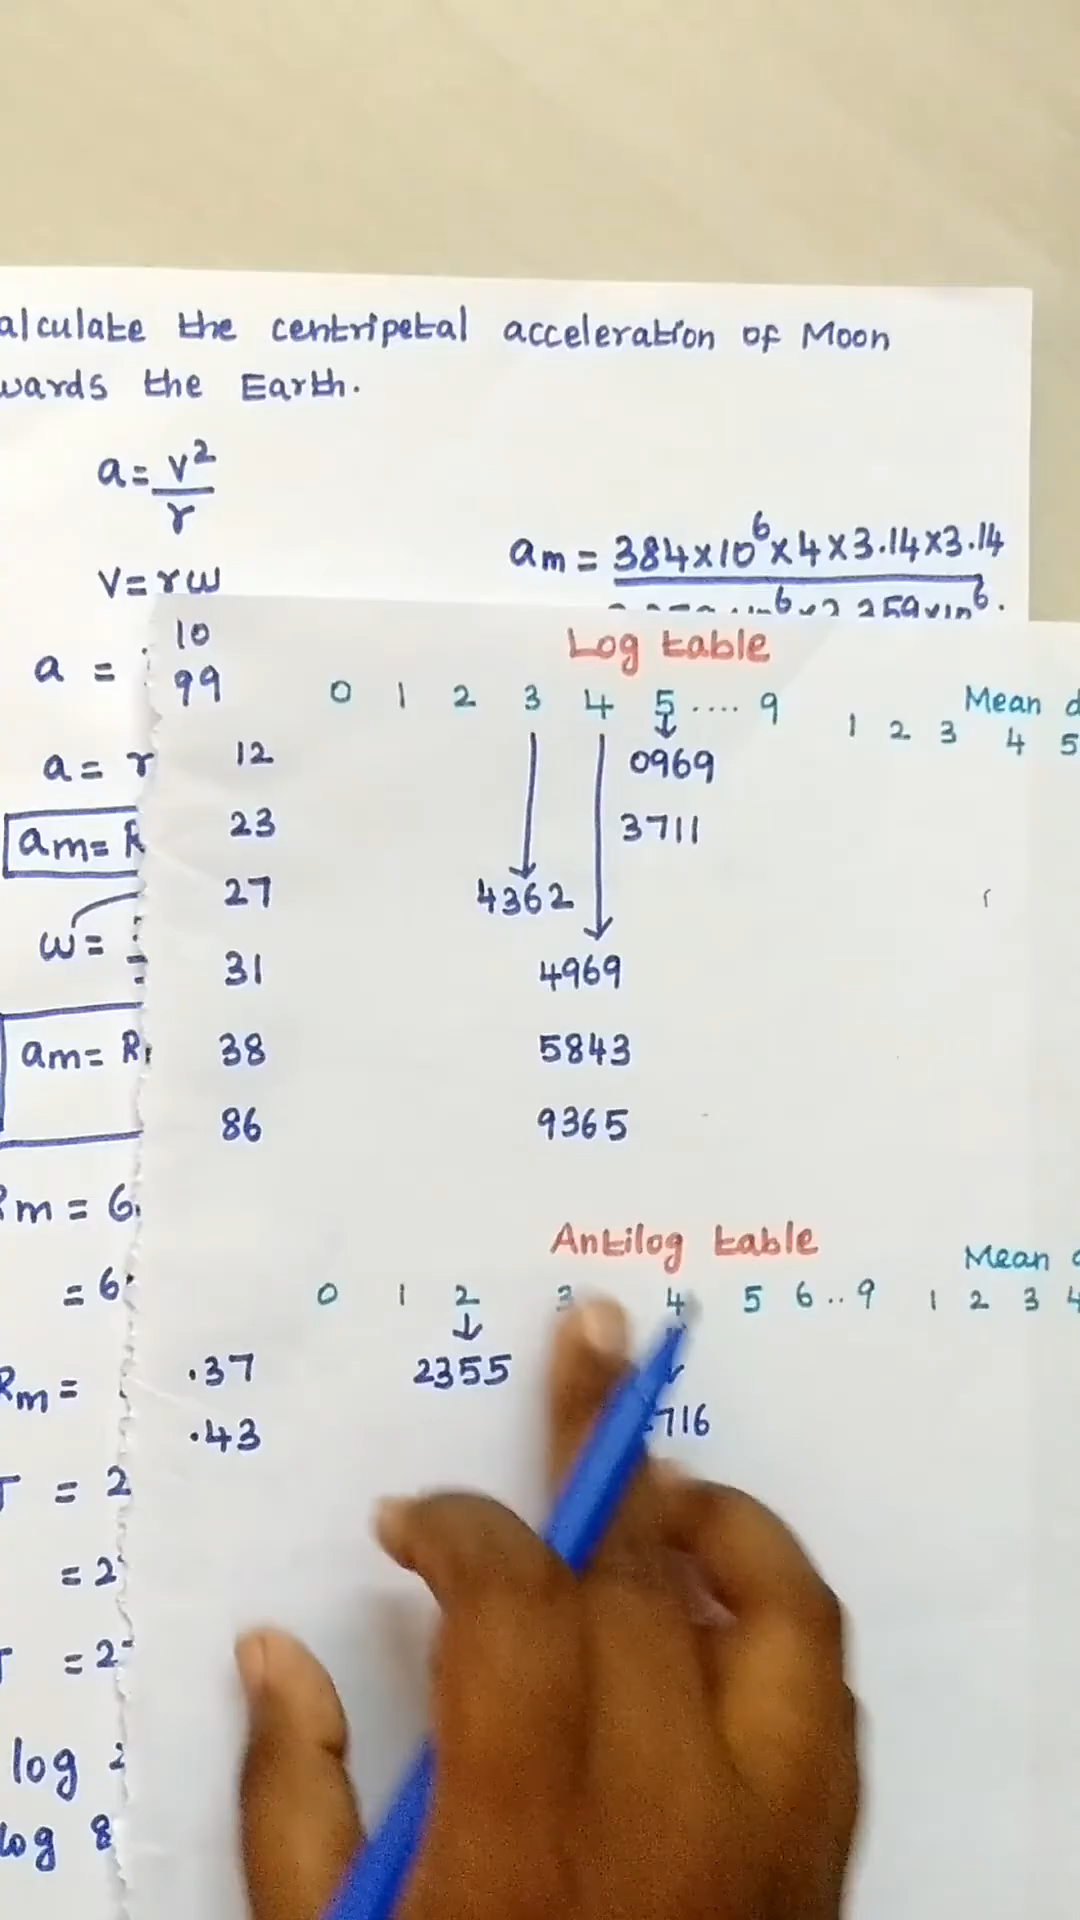 alculate the centripetal acceleration of Moon
wards the Earth.
a = v²/r
v = rω
am = 384×10⁶×4×3.14×3.14
a =
a = r
am = R
ω =
am = R
Rm = 6
= 6
Rm =
T = 2
= 2
T = 2
log 2
log 8
Log table
10
99 0 1 2 3 4 5 .... 9 Mean d
1 2 3 4 5
12 0969
23 3711
27 4362
31 4969
38 5843
86 9365
Antilog table
Mean
0 1 2 3 4 5 6 .. 9 1 2 3 4
.37 2355
.43 716